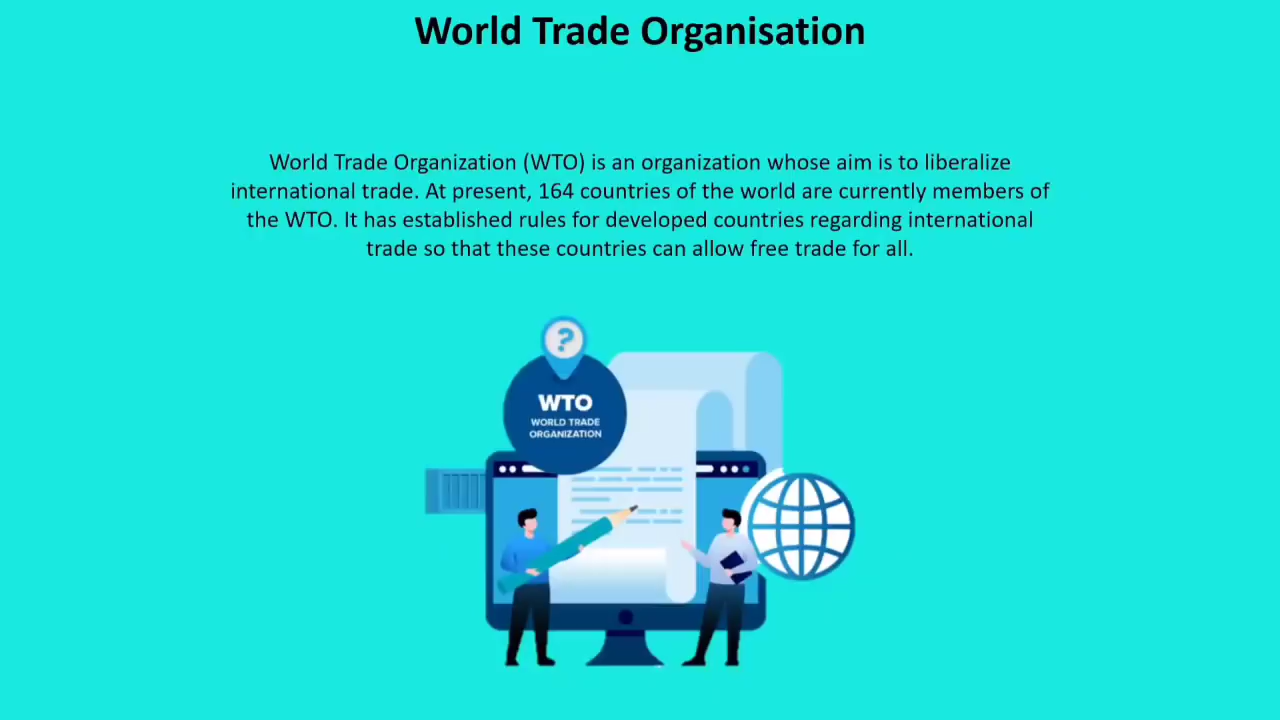 World Trade Organisation
World Trade Organization (WTO) is an organization whose aim is to liberalize
international trade. At present, 164 countries of the world are currently members of
the WTO. It has established rules for developed countries regarding international
trade so that these countries can allow free trade for all.
?
WTO
WORLD TRADE
ORGANIZATION